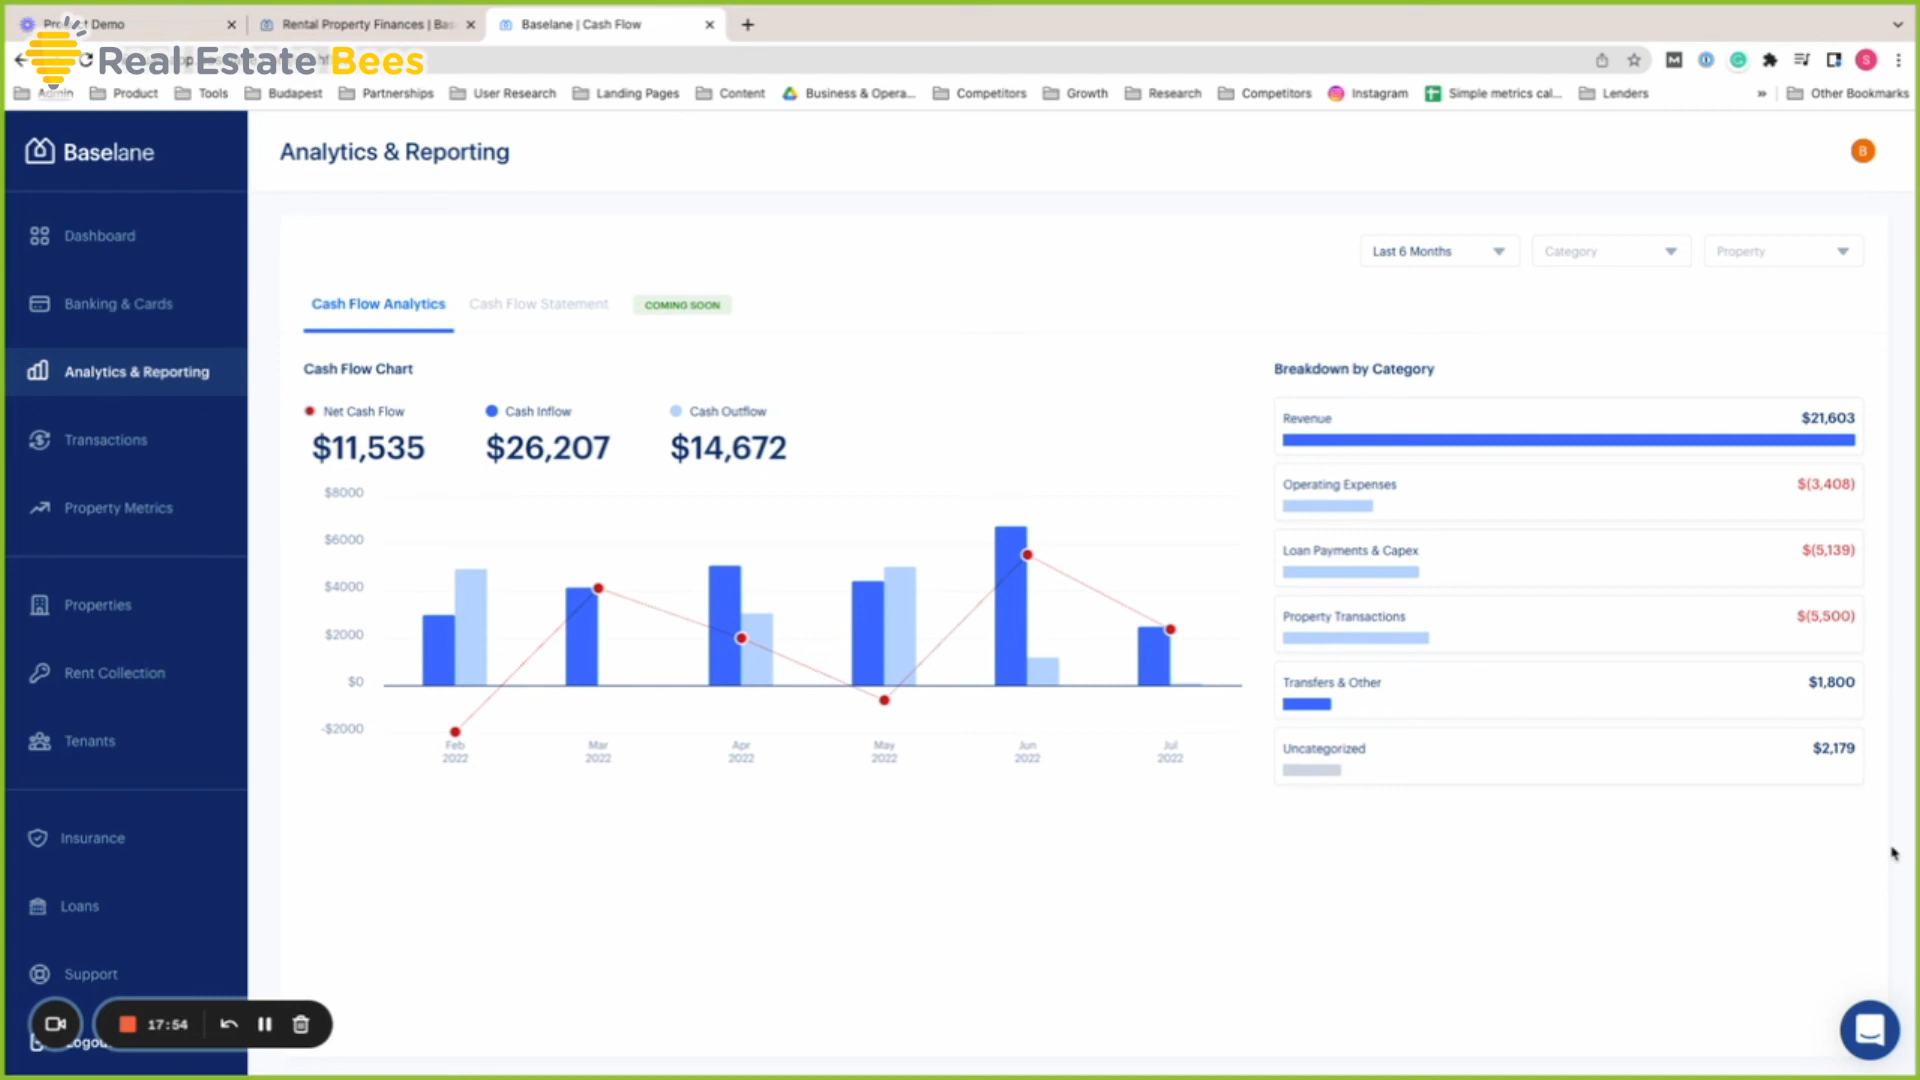 Product Demo
Rental Property Finances | Bas
Baselane | Cash Flow
Real Estate Bees
Admin
Product
Tools
Budapest
Partnerships
User Research
Landing Pages
Content
Business & Opera...
Competitors
Growth
Research
Competitors
Instagram
Simple metrics cal...
Lenders
»
Other Bookmarks
M
S
Baselane
Analytics & Reporting
B
Dashboard
Banking & Cards
Analytics & Reporting
Transactions
Property Metrics
Properties
Rent Collection
Tenants
Insurance
Loans
Support
17:54
Last 6 Months
Category
Property
Cash Flow Analytics
Cash Flow Statement
COMING SOON
Cash Flow Chart
Net Cash Flow
Cash Inflow
Cash Outflow
$11,535
$26,207
$14,672
$8000
$6000
$4000
$2000
$0
-$2000
Feb
2022
Mar
2022
Apr
2022
May
2022
Jun
2022
Jul
2022
Breakdown by Category
Revenue $21,603
Operating Expenses $(3,408)
Loan Payments & Capex $(5,139)
Property Transactions $(5,500)
Transfers & Other $1,800
Uncategorized $2,179